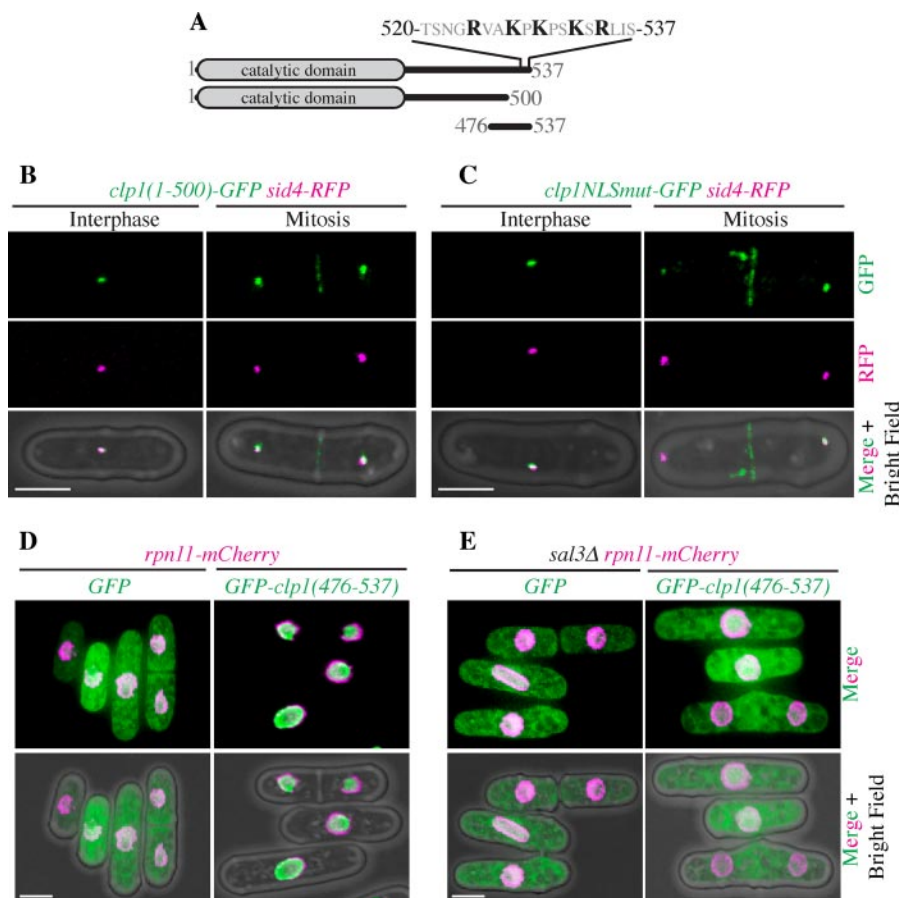 A
520-TSNGRVAKPKPSKSRLIS-537
1 catalytic domain 537
1 catalytic domain 500
476 537
B
clp1(1-500)-GFP sid4-RFP
Interphase Mitosis
C
clp1NLSmut-GFP sid4-RFP
Interphase Mitosis
GFP
RFP
Merge +
Bright Field
D
rpn11-mCherry
GFP GFP-clp1(476-537)
E
sal3Δ rpn11-mCherry
GFP GFP-clp1(476-537)
Merge
Merge +
Bright Field